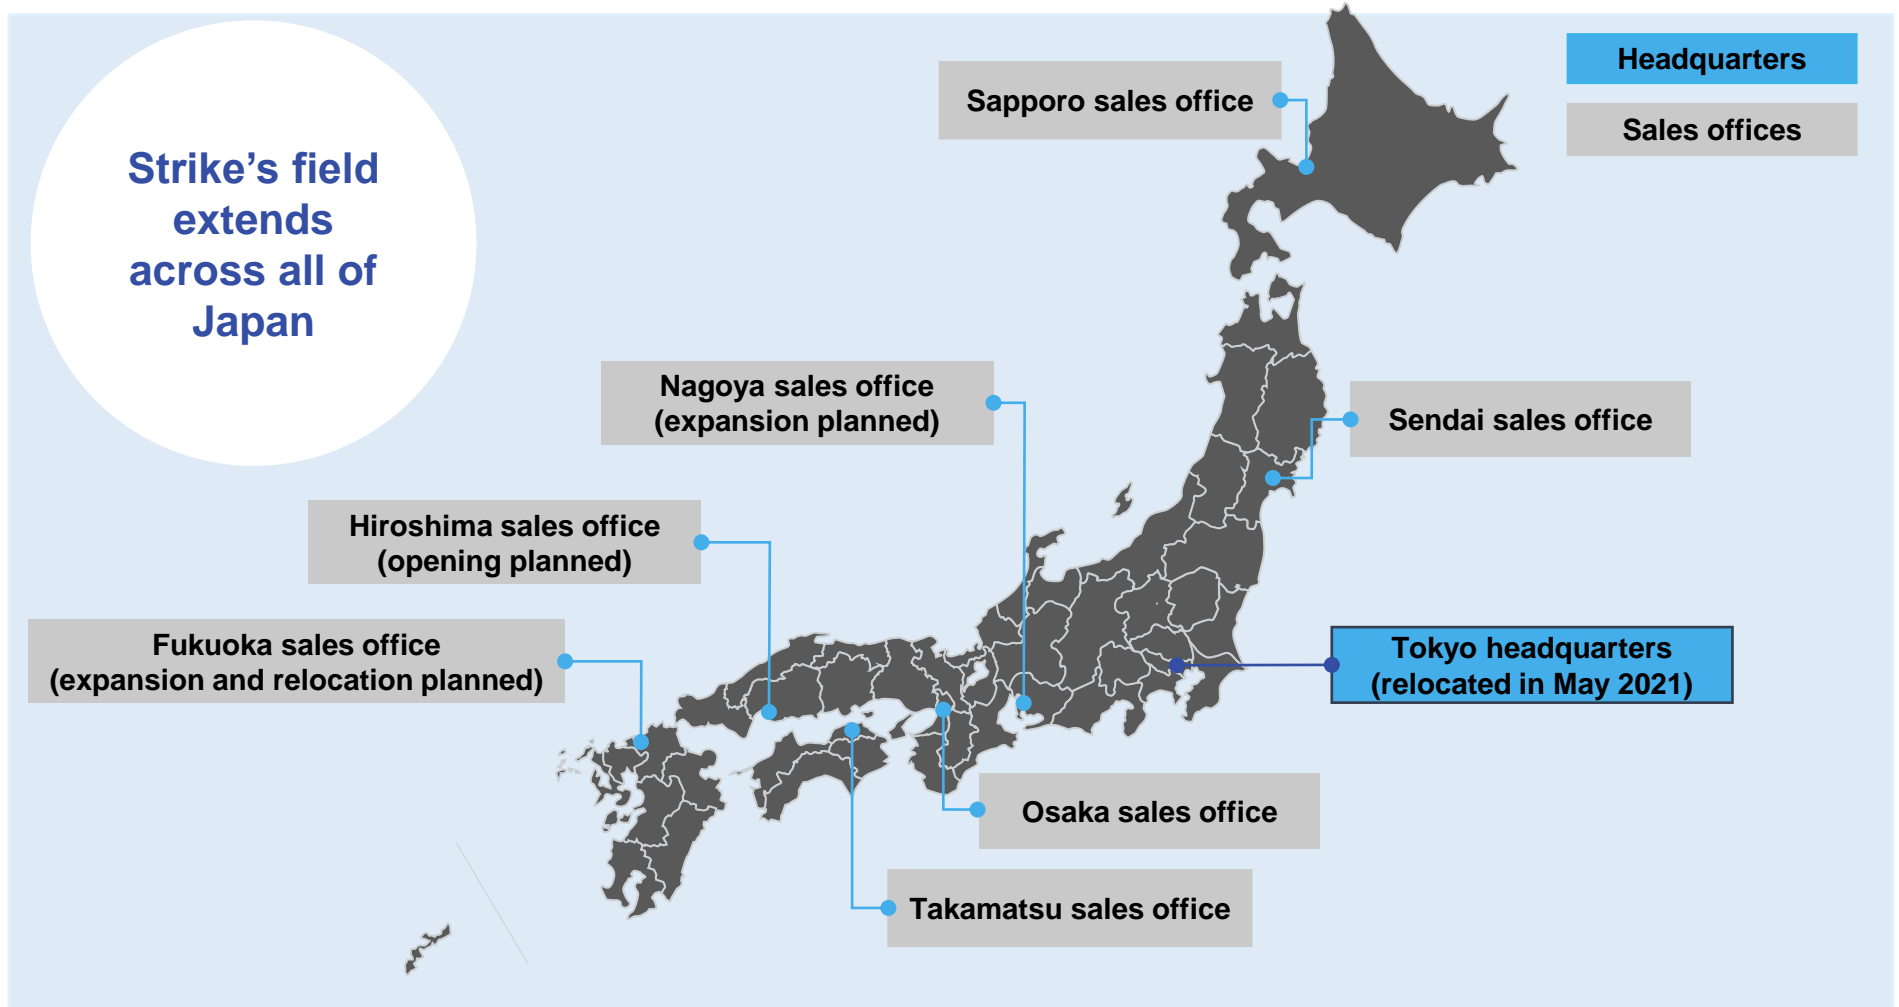 Strike’s field
extends
across all of
Japan
Headquarters
Sales offices
Sapporo sales office
Nagoya sales office
(expansion planned)
Sendai sales office
Hiroshima sales office
(opening planned)
Fukuoka sales office
(expansion and relocation planned)
Tokyo headquarters
(relocated in May 2021)
Osaka sales office
Takamatsu sales office